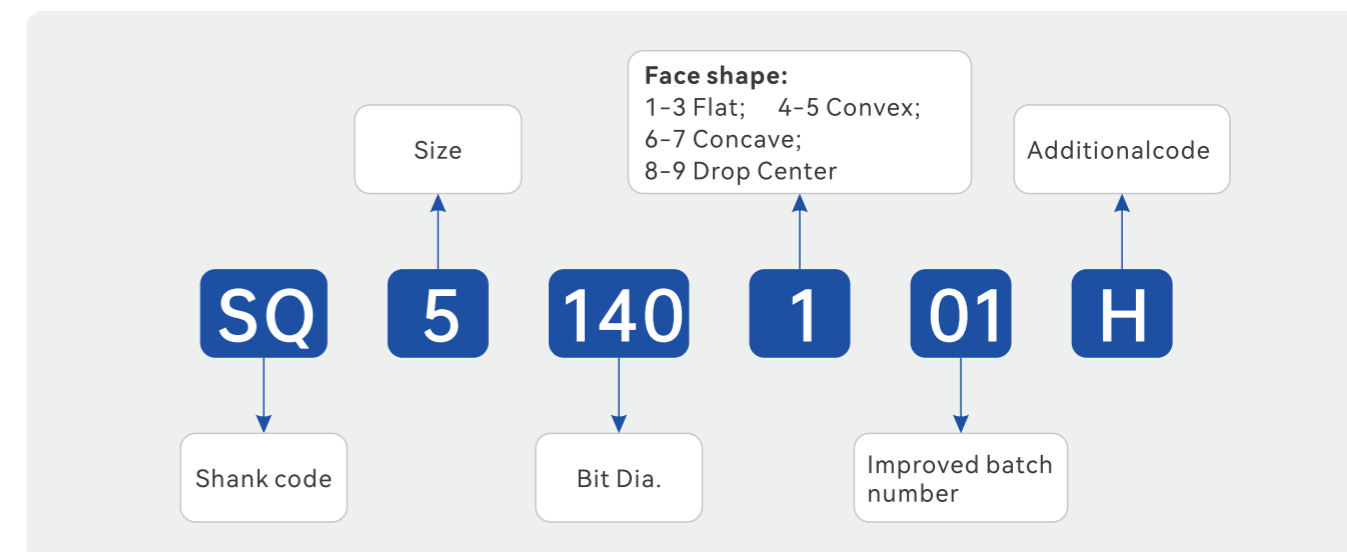 Face shape:
1-3 Flat; 4-5 Convex;
6-7 Concave;
8-9 Drop Center
Size
Additionalcode
SQ 5 140 1 01 H
Shank code
Bit Dia.
Improved batch
number